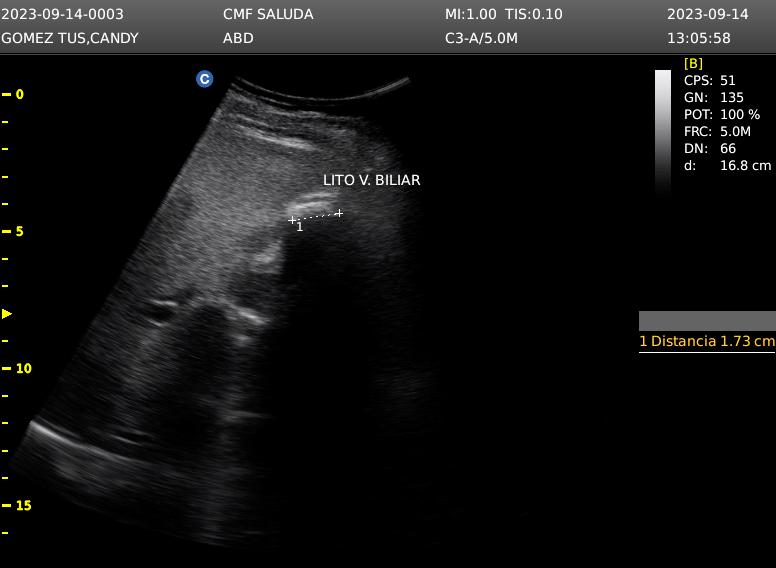 2023-09-14-0003 CMF SALUDA MI:1.00 TIS:0.10 2023-09-14
GOMEZ TUS,CANDY ABD C3-A/5.0M 13:05:58
C
[B]
CPS: 51
GN: 135
POT: 100 %
FRC: 5.0M
DN: 66
d: 16.8 cm
0
LITO V. BILIAR
1
5
1 Distancia 1.73 cm
10
15